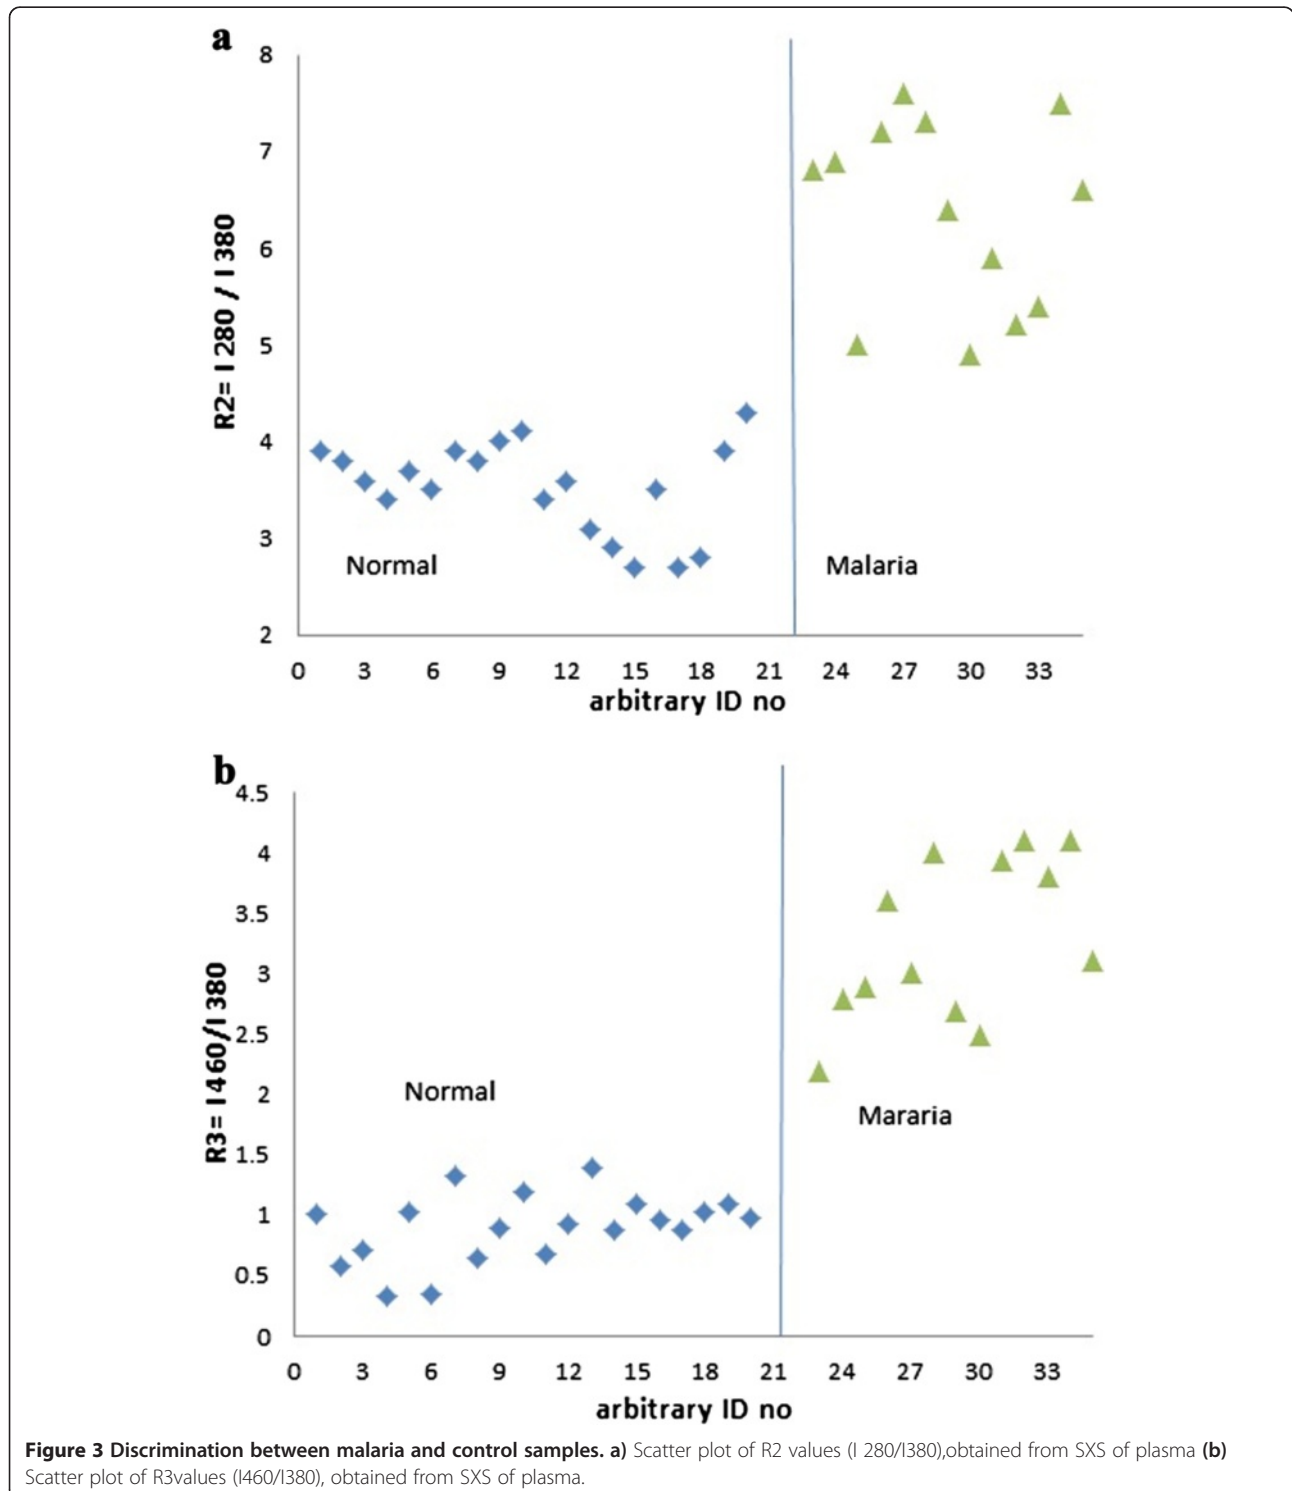 a
8
7
6
5
4
3
2
R2= I 280 / I 380
Normal
Malaria
0 3 6 9 12 15 18 21 24 27 30 33
arbitrary ID no
b
4.5
4
3.5
3
2.5
2
1.5
1
0.5
0
R3= I460/I380
Normal
Mararia
0 3 6 9 12 15 18 21 24 27 30 33
arbitrary ID no
Figure 3 Discrimination between malaria and control samples. a) Scatter plot of R2 values (I 280/I380),obtained from SXS of plasma (b)
Scatter plot of R3values (I460/I380), obtained from SXS of plasma.